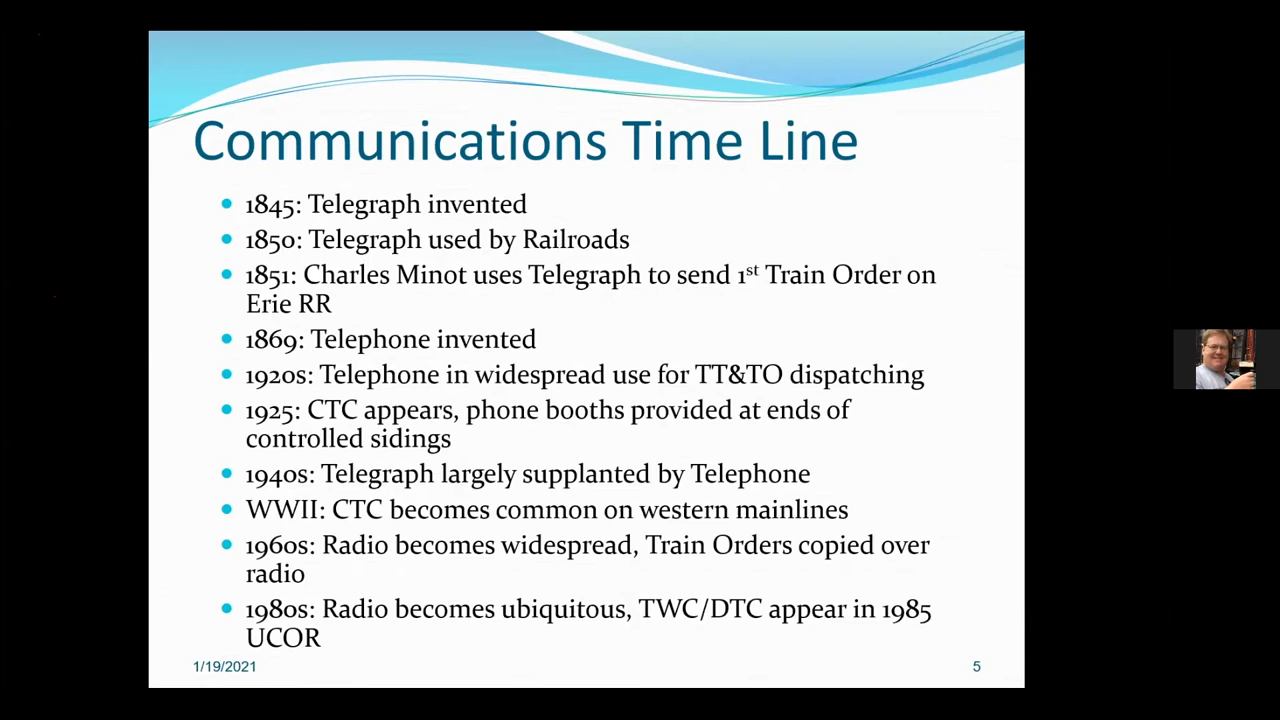 Communications Time Line
• 1845: Telegraph invented
• 1850: Telegraph used by Railroads
• 1851: Charles Minot uses Telegraph to send 1st Train Order on
Erie RR
• 1869: Telephone invented
• 1920s: Telephone in widespread use for TT&TO dispatching
• 1925: CTC appears, phone booths provided at ends of
controlled sidings
• 1940s: Telegraph largely supplanted by Telephone
• WWII: CTC becomes common on western mainlines
• 1960s: Radio becomes widespread, Train Orders copied over
radio
• 1980s: Radio becomes ubiquitous, TWC/DTC appear in 1985
UCOR
1/19/2021
5